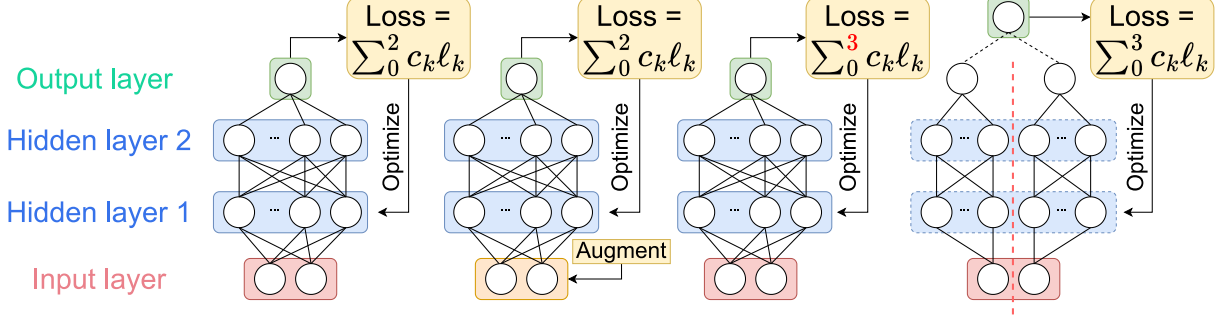 Loss =
∑₀² cₖℓₖ
Loss =
∑₀² cₖℓₖ
Loss =
∑₀³ cₖℓₖ
Loss =
∑₀³ cₖℓₖ
Output layer
Hidden layer 2
Hidden layer 1
Input layer
...
...
Optimize
...
...
Optimize
Augment
...
...
Optimize
...
...
...
...
Optimize